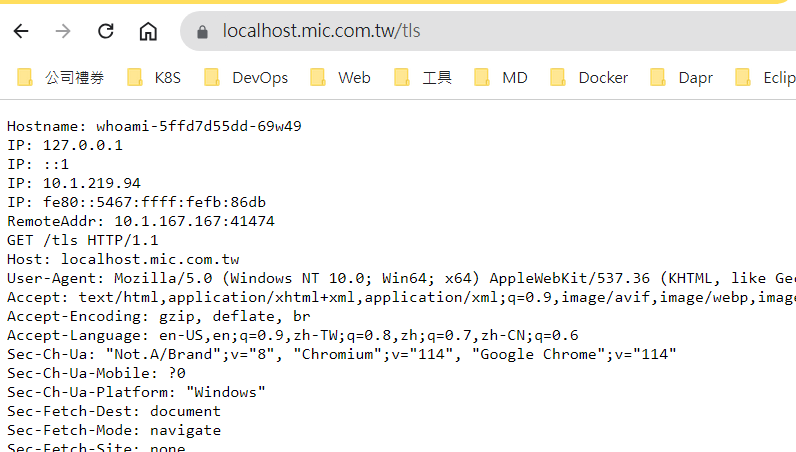 localhost.mic.com.tw/tls
公司禮券 K8S DevOps Web 工具 MD Docker Dapr Eclip
Hostname: whoami-5ffd7d55dd-69w49
IP: 127.0.0.1
IP: ::1
IP: 10.1.219.94
IP: fe80::5467:ffff:fefb:86db
RemoteAddr: 10.1.167.167:41474
GET /tls HTTP/1.1
Host: localhost.mic.com.tw
User-Agent: Mozilla/5.0 (Windows NT 10.0; Win64; x64) AppleWebKit/537.36 (KHTML, like Gec
Accept: text/html,application/xhtml+xml,application/xml;q=0.9,image/avif,image/webp,imag
Accept-Encoding: gzip, deflate, br
Accept-Language: en-US,en;q=0.9,zh-TW;q=0.8,zh;q=0.7,zh-CN;q=0.6
Sec-Ch-Ua: "Not.A/Brand";v="8", "Chromium";v="114", "Google Chrome";v="114"
Sec-Ch-Ua-Mobile: ?0
Sec-Ch-Ua-Platform: "Windows"
Sec-Fetch-Dest: document
Sec-Fetch-Mode: navigate
Sec-Fetch-Site: none